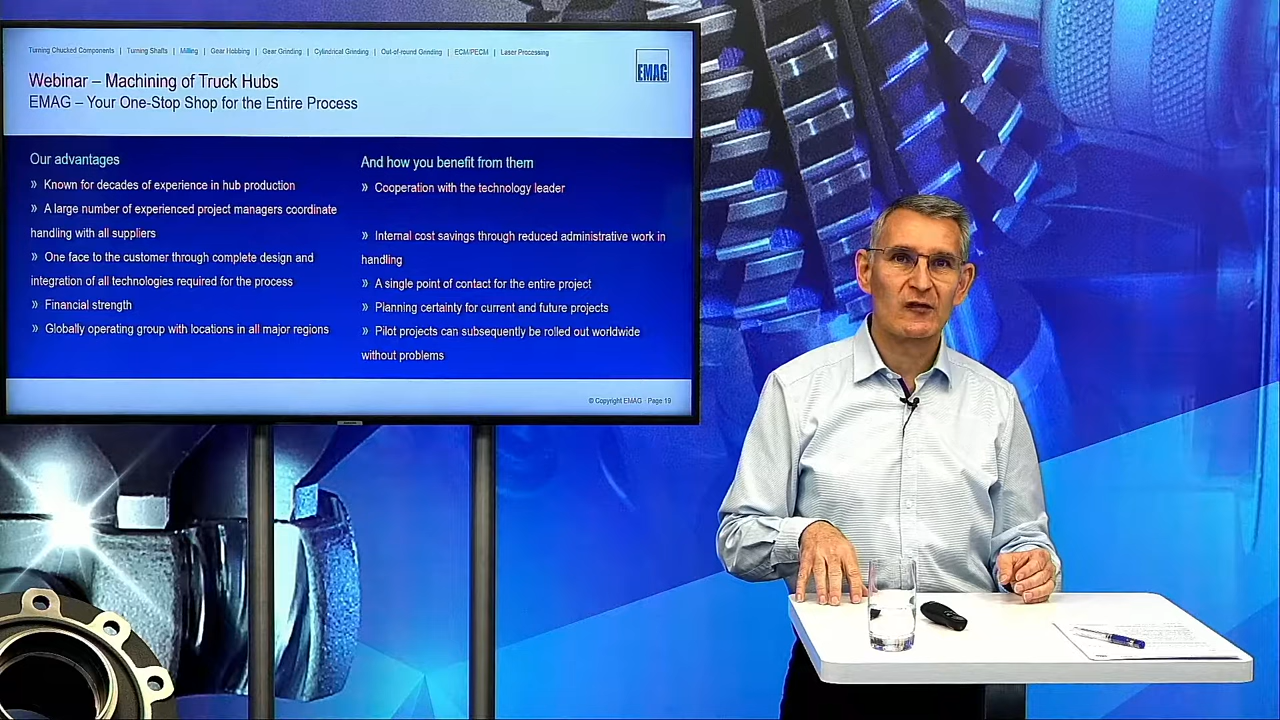 Turning Chucked Components | Turning Shafts | Milling | Gear Hobbing | Gear Grinding | Cylindrical Grinding | Out-of-round Grinding | ECM/PECM | Laser Processing
EMAG
Webinar – Machining of Truck Hubs
EMAG – Your One-Stop Shop for the Entire Process
Our advantages
» Known for decades of experience in hub production
» A large number of experienced project managers coordinate
handling with all suppliers
» One face to the customer through complete design and
integration of all technologies required for the process
» Financial strength
» Globally operating group with locations in all major regions
And how you benefit from them
» Cooperation with the technology leader
» Internal cost savings through reduced administrative work in
handling
» A single point of contact for the entire project
» Planning certainty for current and future projects
» Pilot projects can subsequently be rolled out worldwide
without problems
© Copyright EMAG - Page 19